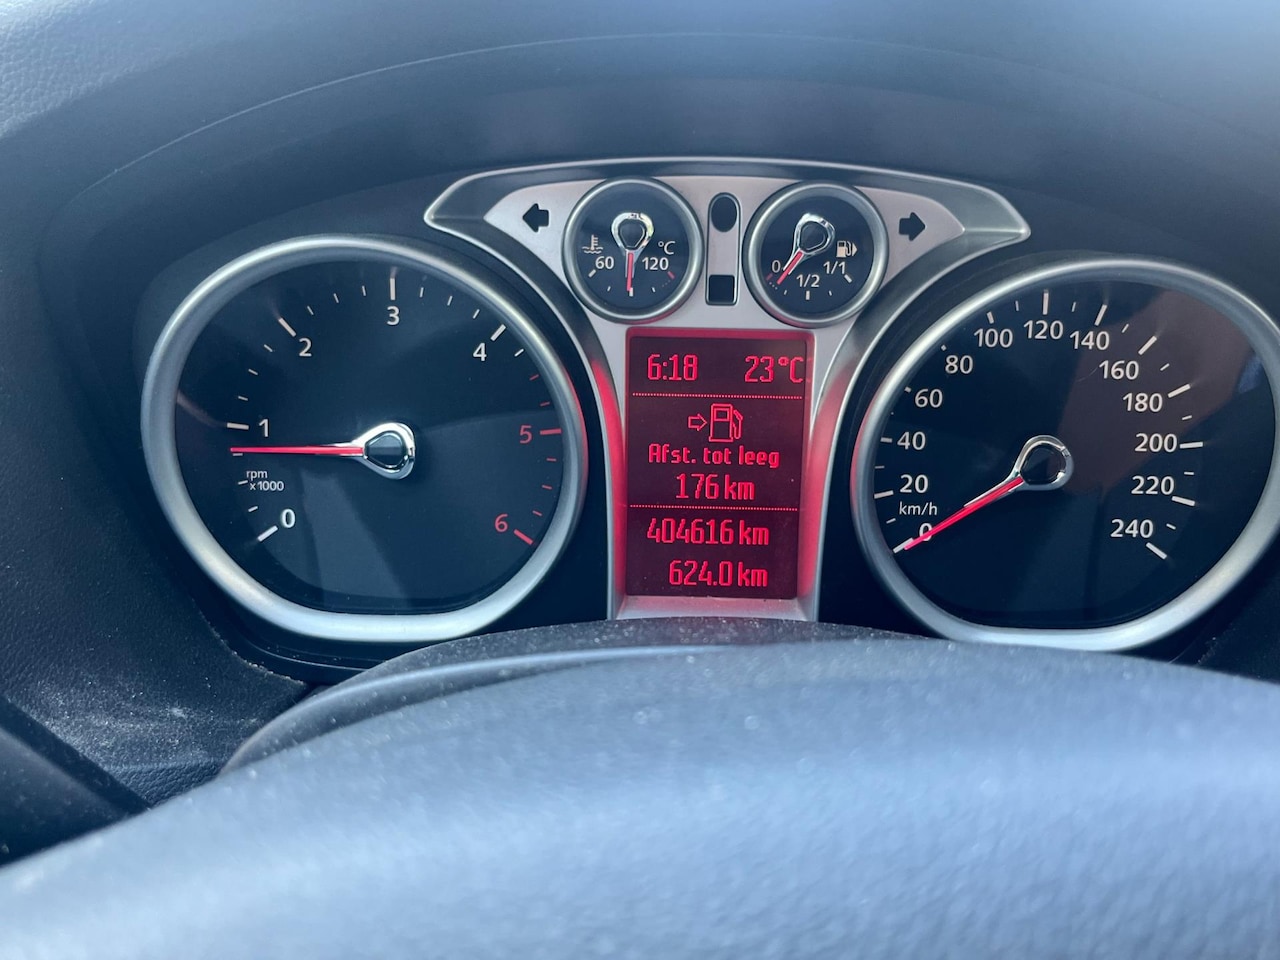 60 120 °C
0 1/2 1/1
0 1 2 3 4 5 6
rpm
x1000
6:18 23°C
Afst. tot leeg
176 km
404616 km
624.0 km
0 20 40 60 80 100 120 140 160 180 200 220 240
km/h